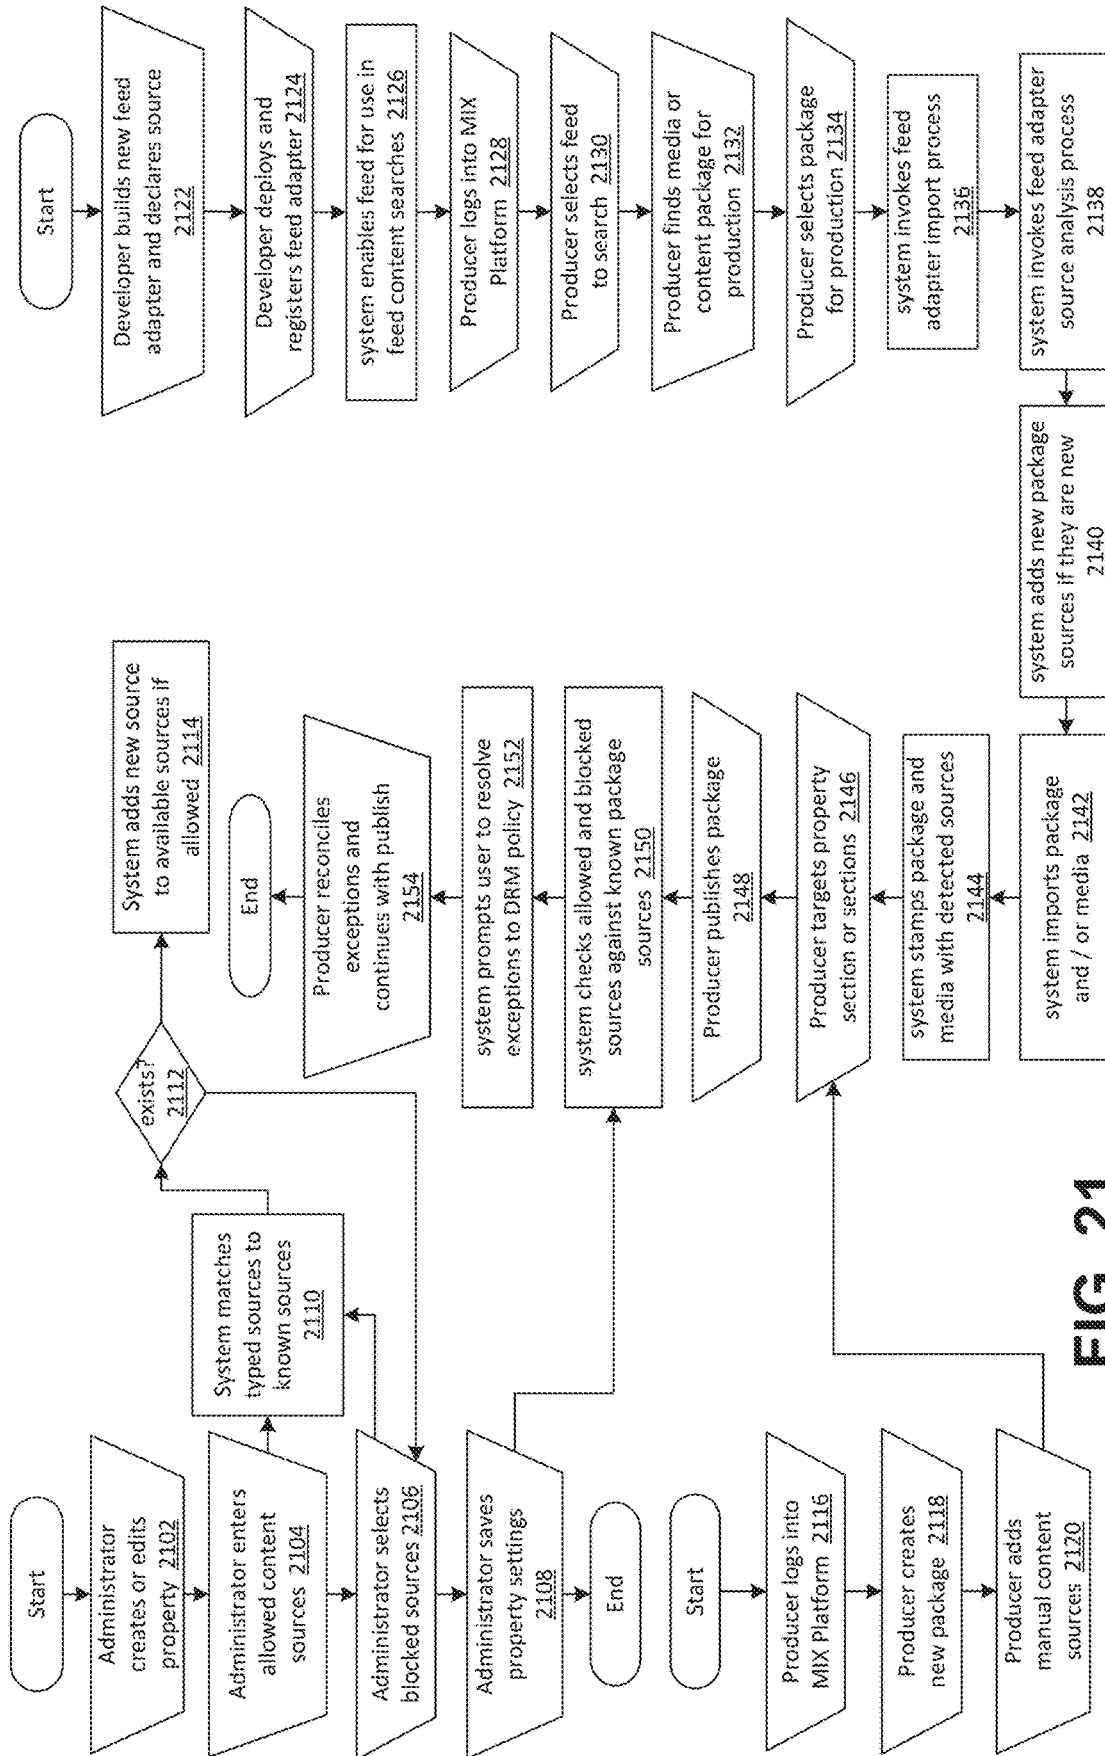 Start
Administrator
creates or edits
property 2102
Administrator enters
allowed content
sources 2104
Administrator selects
blocked sources 2106
Administrator saves
property settings
2108
End
System matches
typed sources to
known sources
2110
exists?
2112
System adds new source
to available sources if
allowed 2114
Start
Producer logs into
MIX Platform 2116
Producer creates
new package 2118
Producer adds
manual content
sources 2120
Start
Developer builds new feed
adapter and declares source
2122
Developer deploys and
registers feed adapter 2124
system enables feed for use in
feed content searches 2126
Producer logs into MIX
Platform 2128
Producer selects feed
to search 2130
Producer finds media or
content package for
production 2132
Producer selects package
for production 2134
system invokes feed
adapter import process
2136
system invokes feed adapter
source analysis process
2138
system adds new package
sources if they are new
2140
system imports package
and / or media 2142
system stamps package and
media with detected sources
2144
Producer targets property
section or sections 2146
Producer publishes package
2148
system checks allowed and blocked
sources against known package
sources 2150
system prompts user to resolve
exceptions to DRM policy 2152
Producer reconciles
exceptions and
continues with publish
2154
End
FIG 21